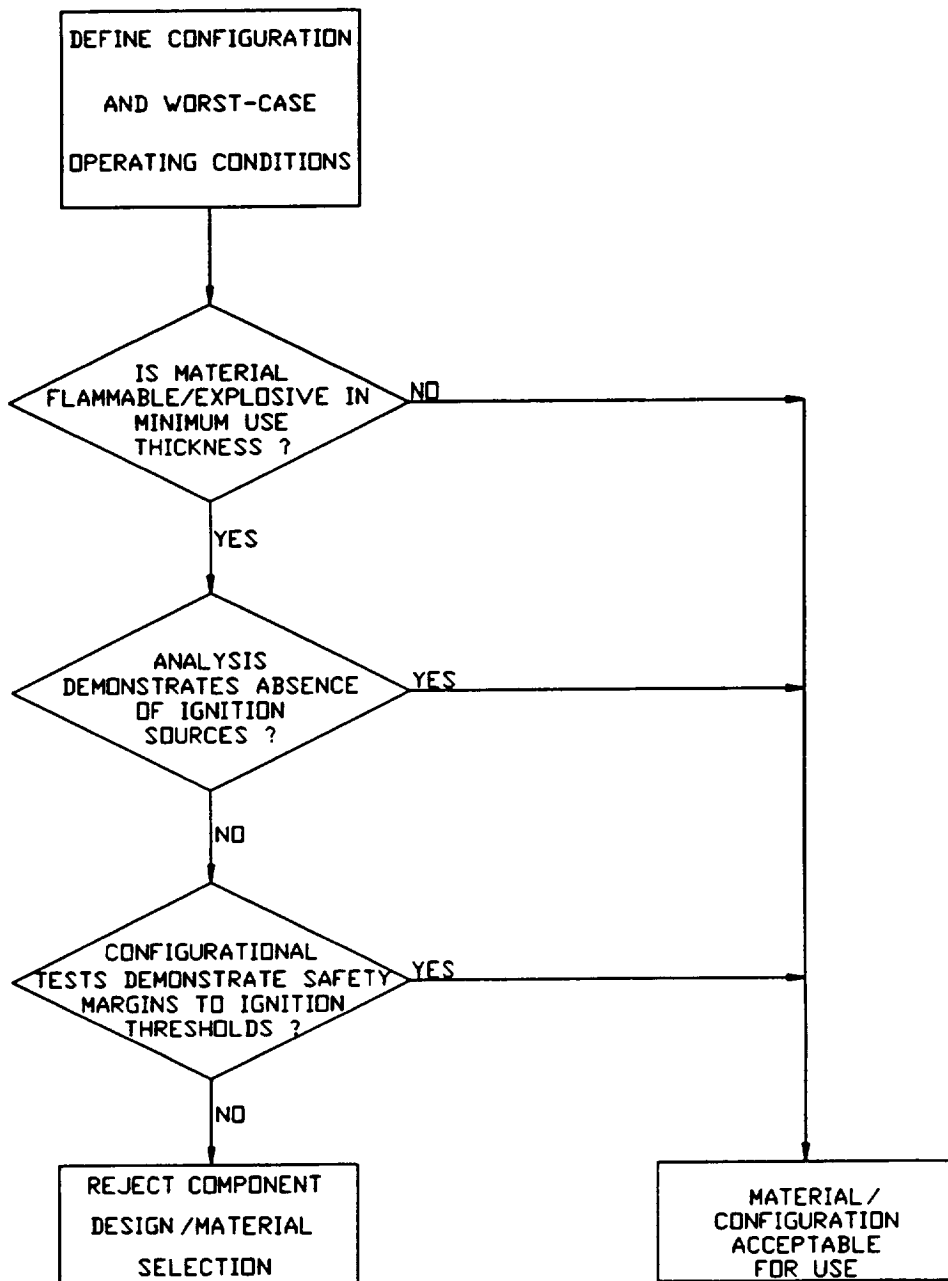 DEFINE CONFIGURATION
AND WORST-CASE
OPERATING CONDITIONS
IS MATERIAL
FLAMMABLE/EXPLOSIVE IN
MINIMUM USE
THICKNESS ?
NO
YES
ANALYSIS
DEMONSTRATES ABSENCE
OF IGNITION
SOURCES ?
YES
NO
CONFIGURATIONAL
TESTS DEMONSTRATE SAFETY
MARGINS TO IGNITION
THRESHOLDS ?
YES
NO
REJECT COMPONENT
DESIGN/MATERIAL
SELECTION
MATERIAL/
CONFIGURATION
ACCEPTABLE
FOR USE